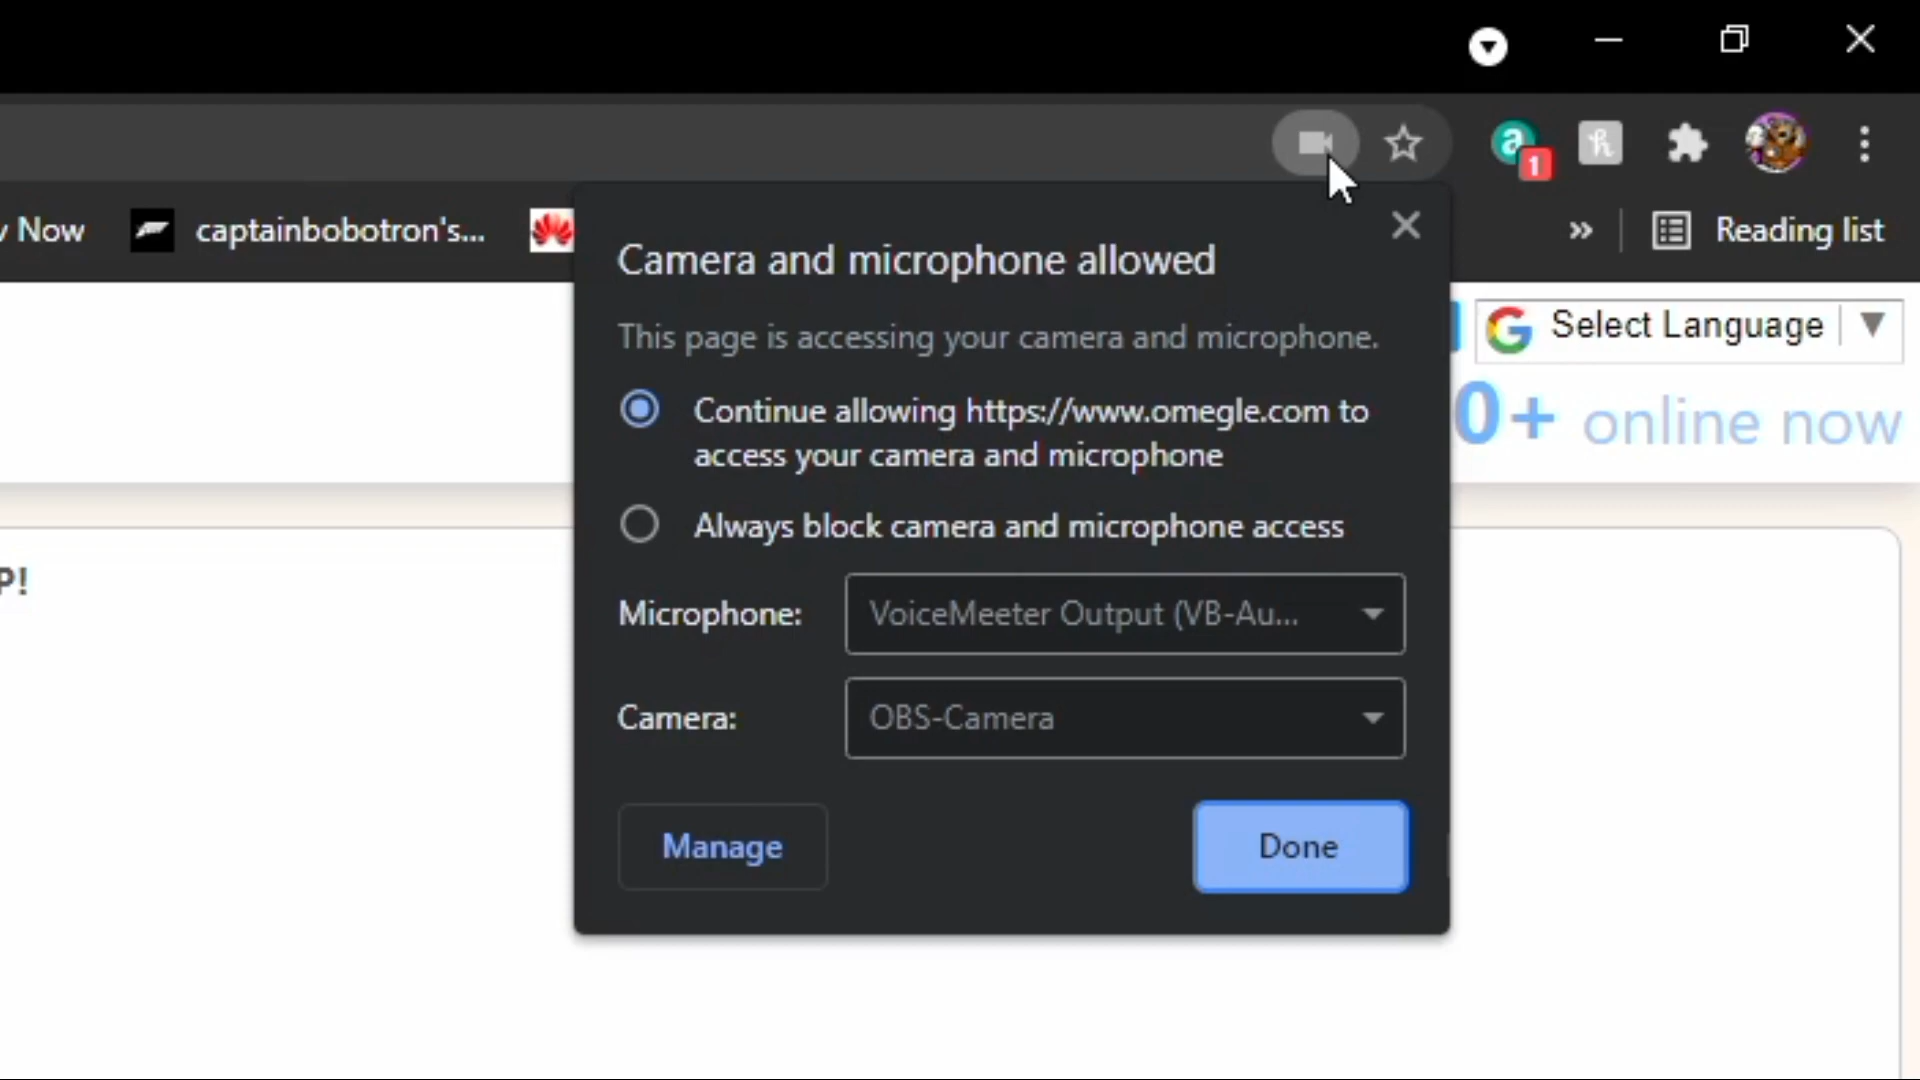 a
1
h
v Now
captainbobotron's...
»
Reading list
Camera and microphone allowed
This page is accessing your camera and microphone.
G Select Language
0+ online now
Continue allowing https://www.omegle.com to
access your camera and microphone
Always block camera and microphone access
P!
Microphone: VoiceMeeter Output (VB-Au...
Camera: OBS-Camera
Manage
Done